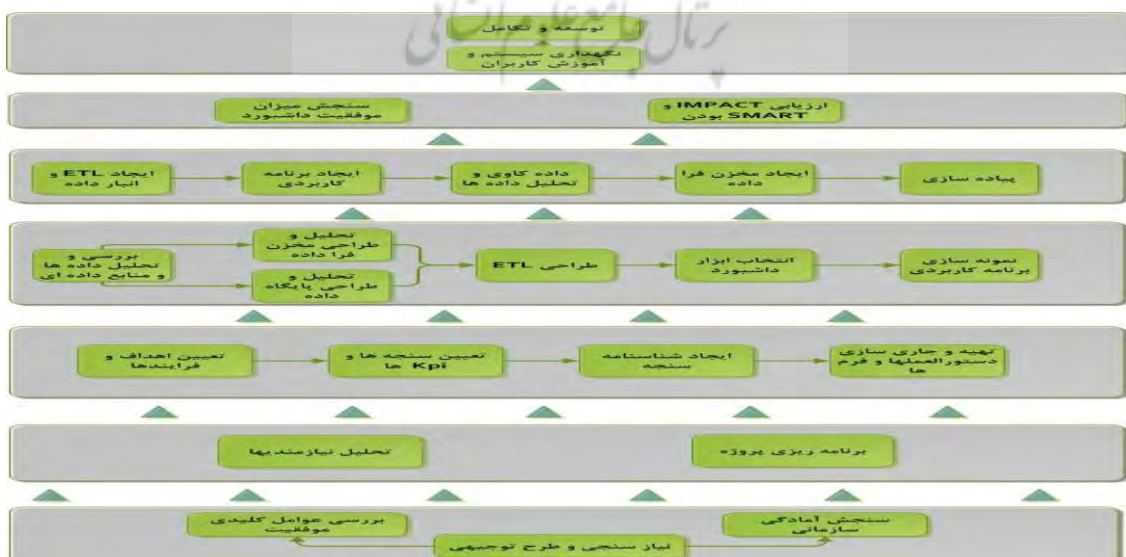 پرتال جامع علوم انسانی
توسعه و تکامل
نگهداری سیستم و
آموزش کاربران
ارزیابی IMPACT و
SMART بودن
سنجش میزان
موفقیت داشبورد
ایجاد ETL و
انبار داده
ایجاد برنامه
کاربردی
داده کاوی و
تحلیل داده ها
ایجاد مخزن فرا
داده
پیاده سازی
بررسی و
تحلیل داده ها
و منابع داده ای
تحلیل و
طراحی مخزن
فرا داده
تحلیل و
طراحی پایگاه
داده
طراحی ETL
انتخاب ابزار
داشبورد
نمونه سازی
برنامه کاربردی
تعیین اهداف و
فرایندها
تعیین سنجه ها و
Kpi ها
ایجاد شناسنامه
سنجه
تهیه و جاری سازی
دستورالعملها و فرم
ها
برنامه ریزی پروژه
تحلیل نیازمندیها
سنجش آمادگی
سازمانی
بررسی عوامل کلیدی
موفقیت
نیاز سنجی و طرح توجیهی